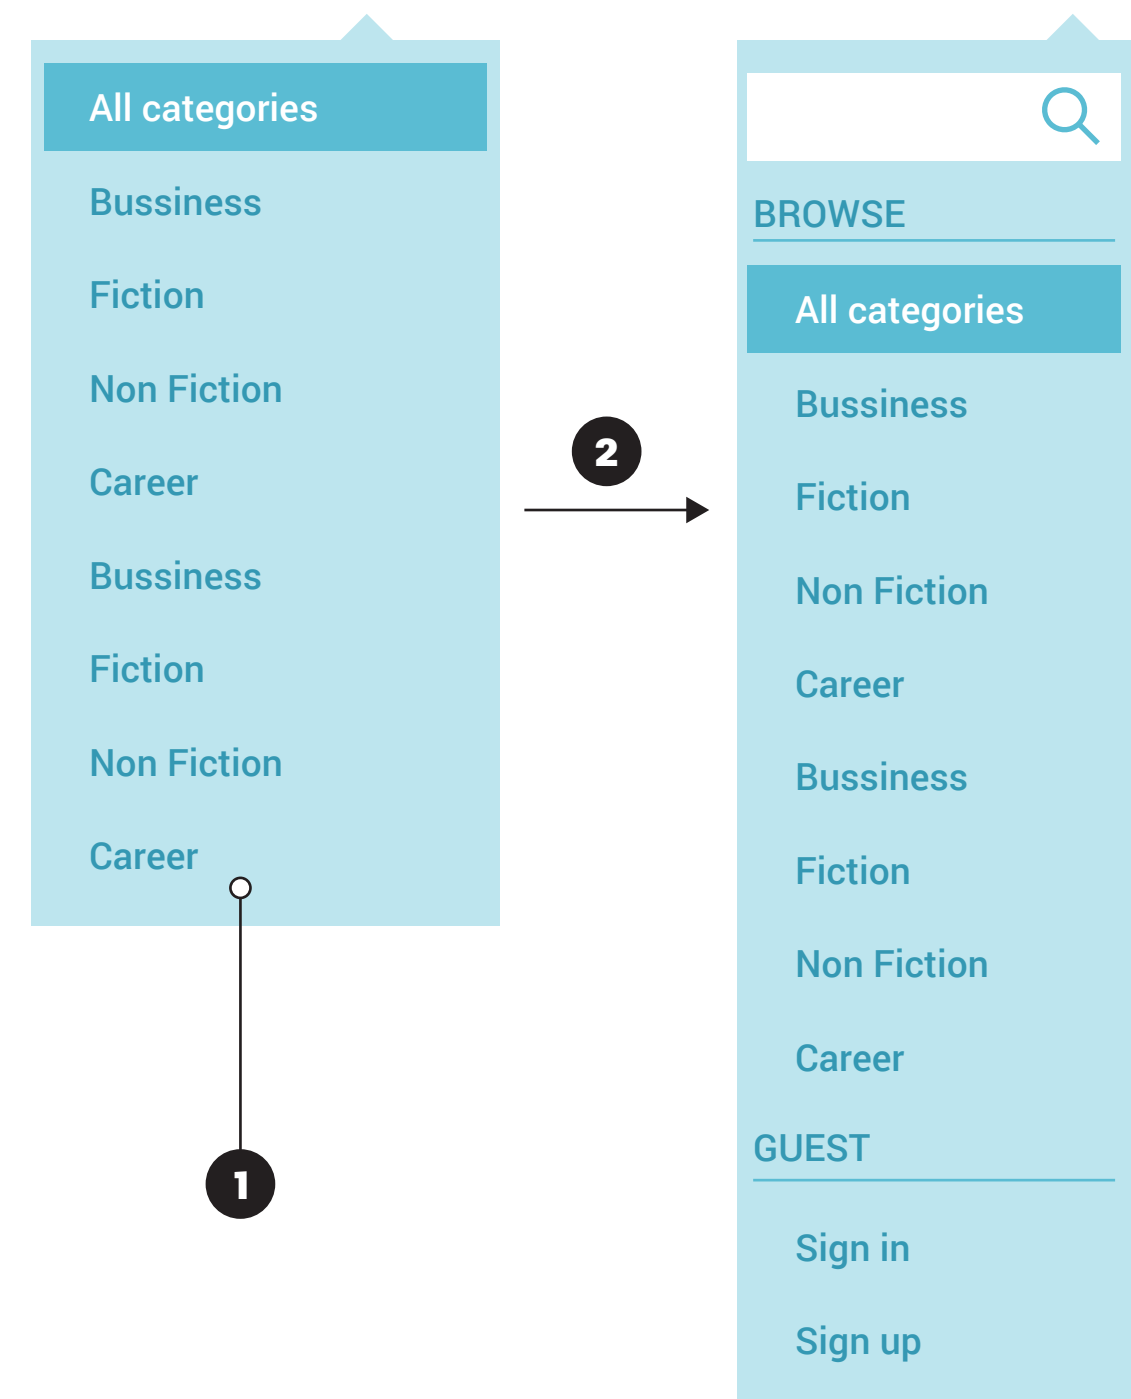 All categories
Bussiness
Fiction
Non Fiction
Career
Bussiness
Fiction
Non Fiction
Career
1
2
BROWSE
All categories
Bussiness
Fiction
Non Fiction
Career
Bussiness
Fiction
Non Fiction
Career
GUEST
Sign in
Sign up